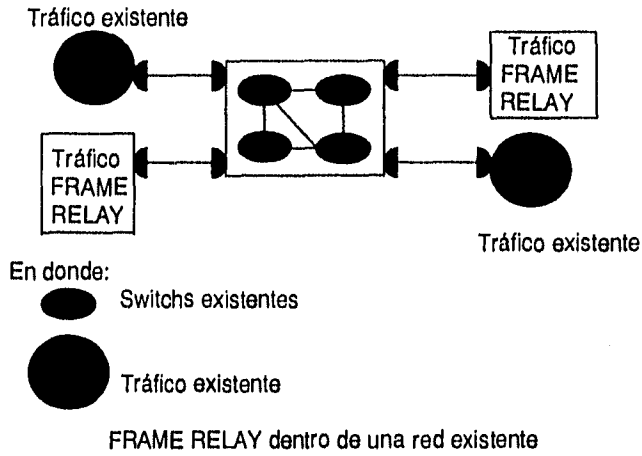 Tráfico existente
Tráfico
FRAME
RELAY
Tráfico
FRAME
RELAY
Tráfico existente
En donde:
Switchs existentes
Tráfico existente
FRAME RELAY dentro de una red existente